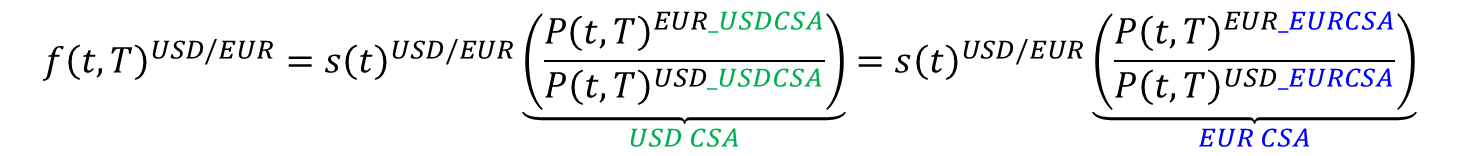 f(t,T)^{USD/EUR} = s(t)^{USD/EUR} (P(t,T)^{EUR_USDCSA} / P(t,T)^{USD_USDCSA}) = s(t)^{USD/EUR} (P(t,T)^{EUR_EURCSA} / P(t,T)^{USD_EURCSA})
USD CSA EUR CSA